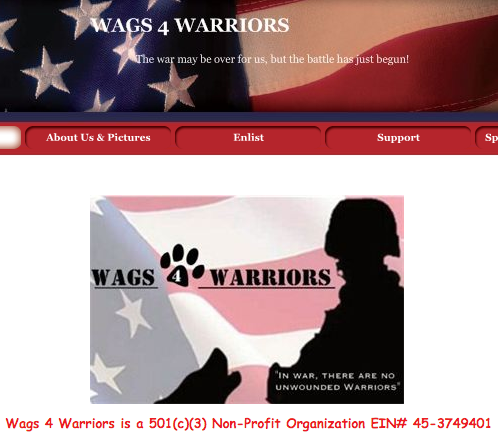 WAGS 4 WARRIORS
The war may be over for us, but the battle has just begun!
About Us & Pictures
Enlist
Support
Sp
WAGS 4 WARRIORS
"IN WAR, THERE ARE NO
UNWOUNDED WARRIORS"
Wags 4 Warriors is a 501(c)(3) Non-Profit Organization EIN# 45-3749401